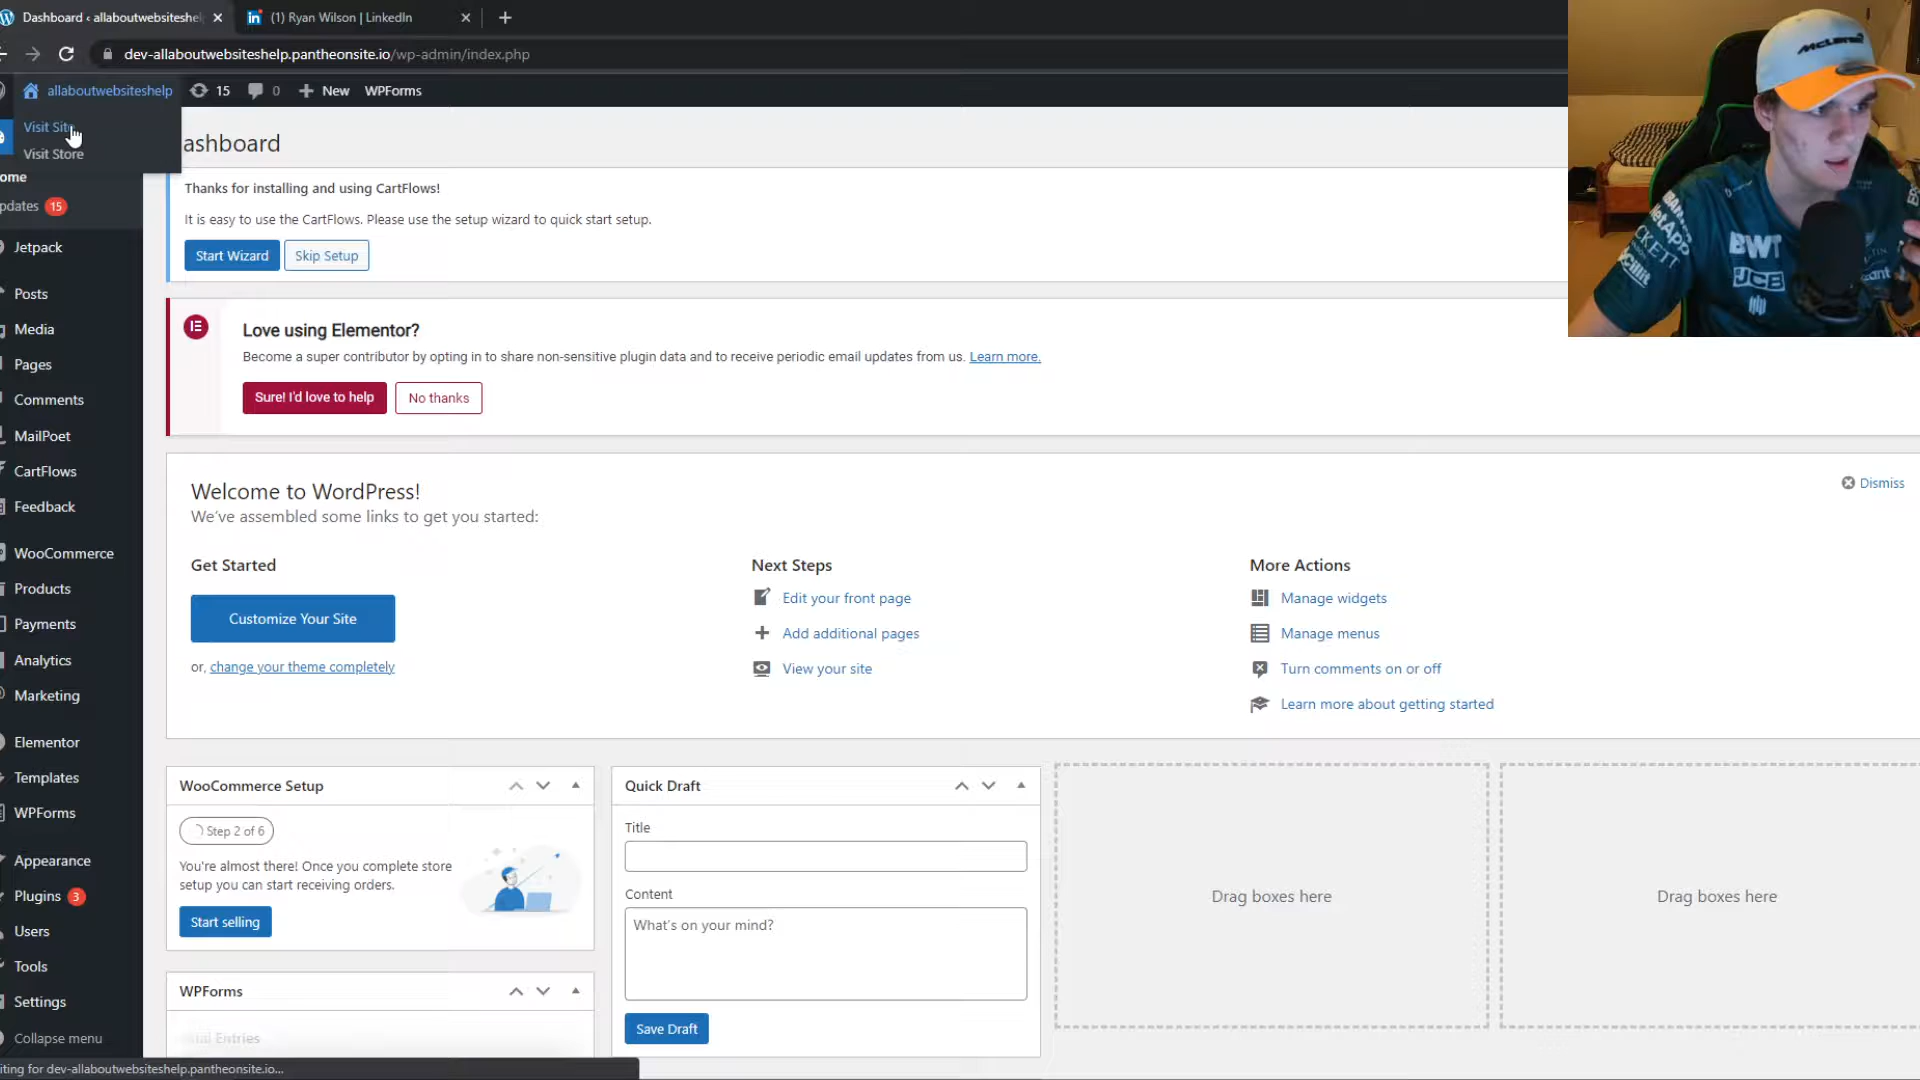 Dashboard ‹ allaboutwebsiteshel
(1) Ryan Wilson | LinkedIn
dev-allaboutwebsiteshelp.pantheonsite.io/wp-admin/index.php
allaboutwebsiteshelp
15
0
New
WPForms
Visit Site
Visit Store
ashboard
ome
pdates 15
Jetpack
Posts
Media
Pages
Comments
MailPoet
CartFlows
Feedback
WooCommerce
Products
Payments
Analytics
Marketing
Elementor
Templates
WPForms
Appearance
Plugins 3
Users
Tools
Settings
Collapse menu
Thanks for installing and using CartFlows!
It is easy to use the CartFlows. Please use the setup wizard to quick start setup.
Start Wizard
Skip Setup
Love using Elementor?
Become a super contributor by opting in to share non-sensitive plugin data and to receive periodic email updates from us. Learn more.
Sure! I'd love to help
No thanks
Welcome to WordPress!
We've assembled some links to get you started:
Dismiss
Get Started
Customize Your Site
or, change your theme completely
Next Steps
Edit your front page
Add additional pages
View your site
More Actions
Manage widgets
Manage menus
Turn comments on or off
Learn more about getting started
WooCommerce Setup
Step 2 of 6
You're almost there! Once you complete store
setup you can start receiving orders.
Start selling
WPForms
Quick Draft
Title
Content
What's on your mind?
Save Draft
Drag boxes here
Drag boxes here
iting for dev-allaboutwebsiteshelp.pantheonsite.io...
McLaren
BWT
JCB